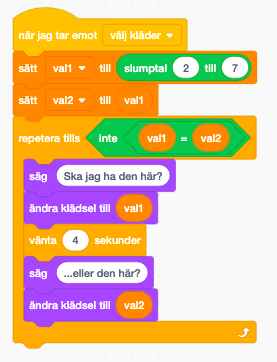 när jag tar emot välj kläder
sätt val1 till slumptal 2 till 7
sätt val2 till val1
repetera tills inte val1 = val2
säg Ska jag ha den här?
ändra klädsel till val1
vänta 4 sekunder
säg ...eller den här?
ändra klädsel till val2